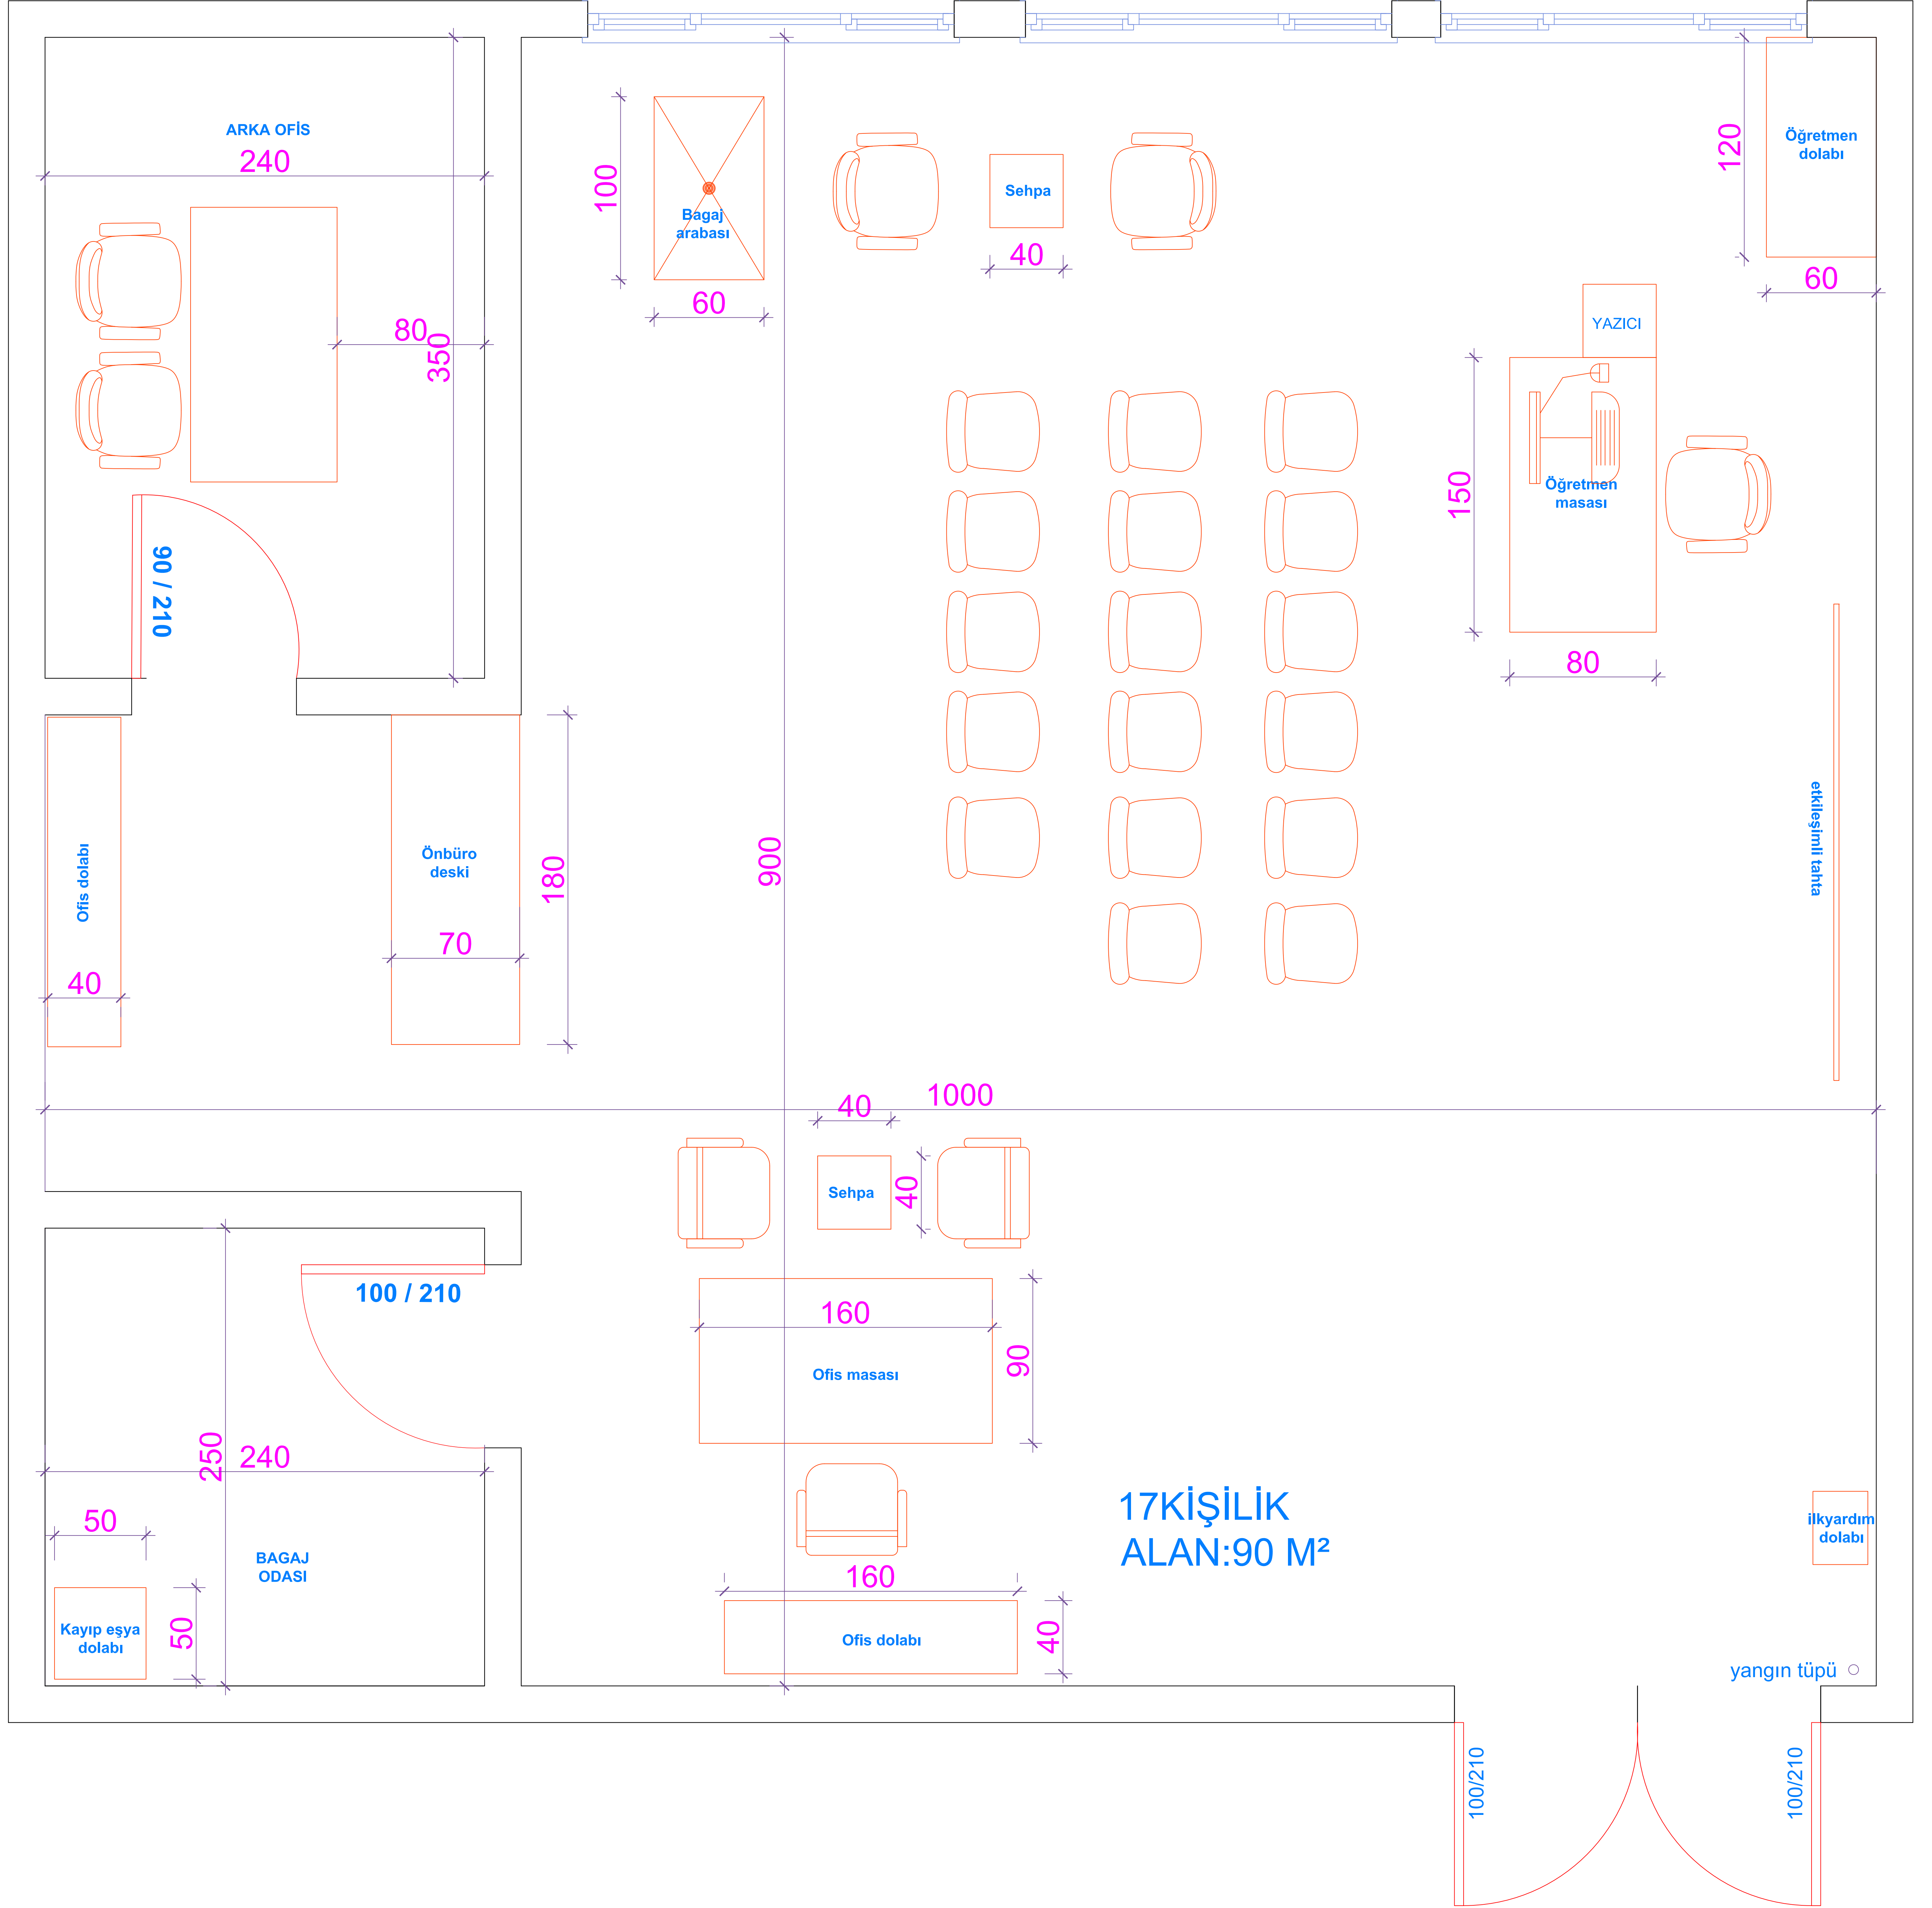 ARKA OFİS
240
80
350
90 / 210
100
Bagaj
arabası
60
Sehpa
40
120
Öğretmen
dolabı
60
YAZICI
150
Öğretmen
masası
80
Ofis dolabı
40
Önbüro
deski
70
180
900
etkileşimli tahta
1000
40
Sehpa
40
100 / 210
160
90
Ofis masası
250
240
50
BAGAJ
ODASI
Kayıp eşya
dolabı
50
160
Ofis dolabı
40
17KİŞİLİK
ALAN:90 M²
ilkyardım
dolabı
yangın tüpü
100/210
100/210